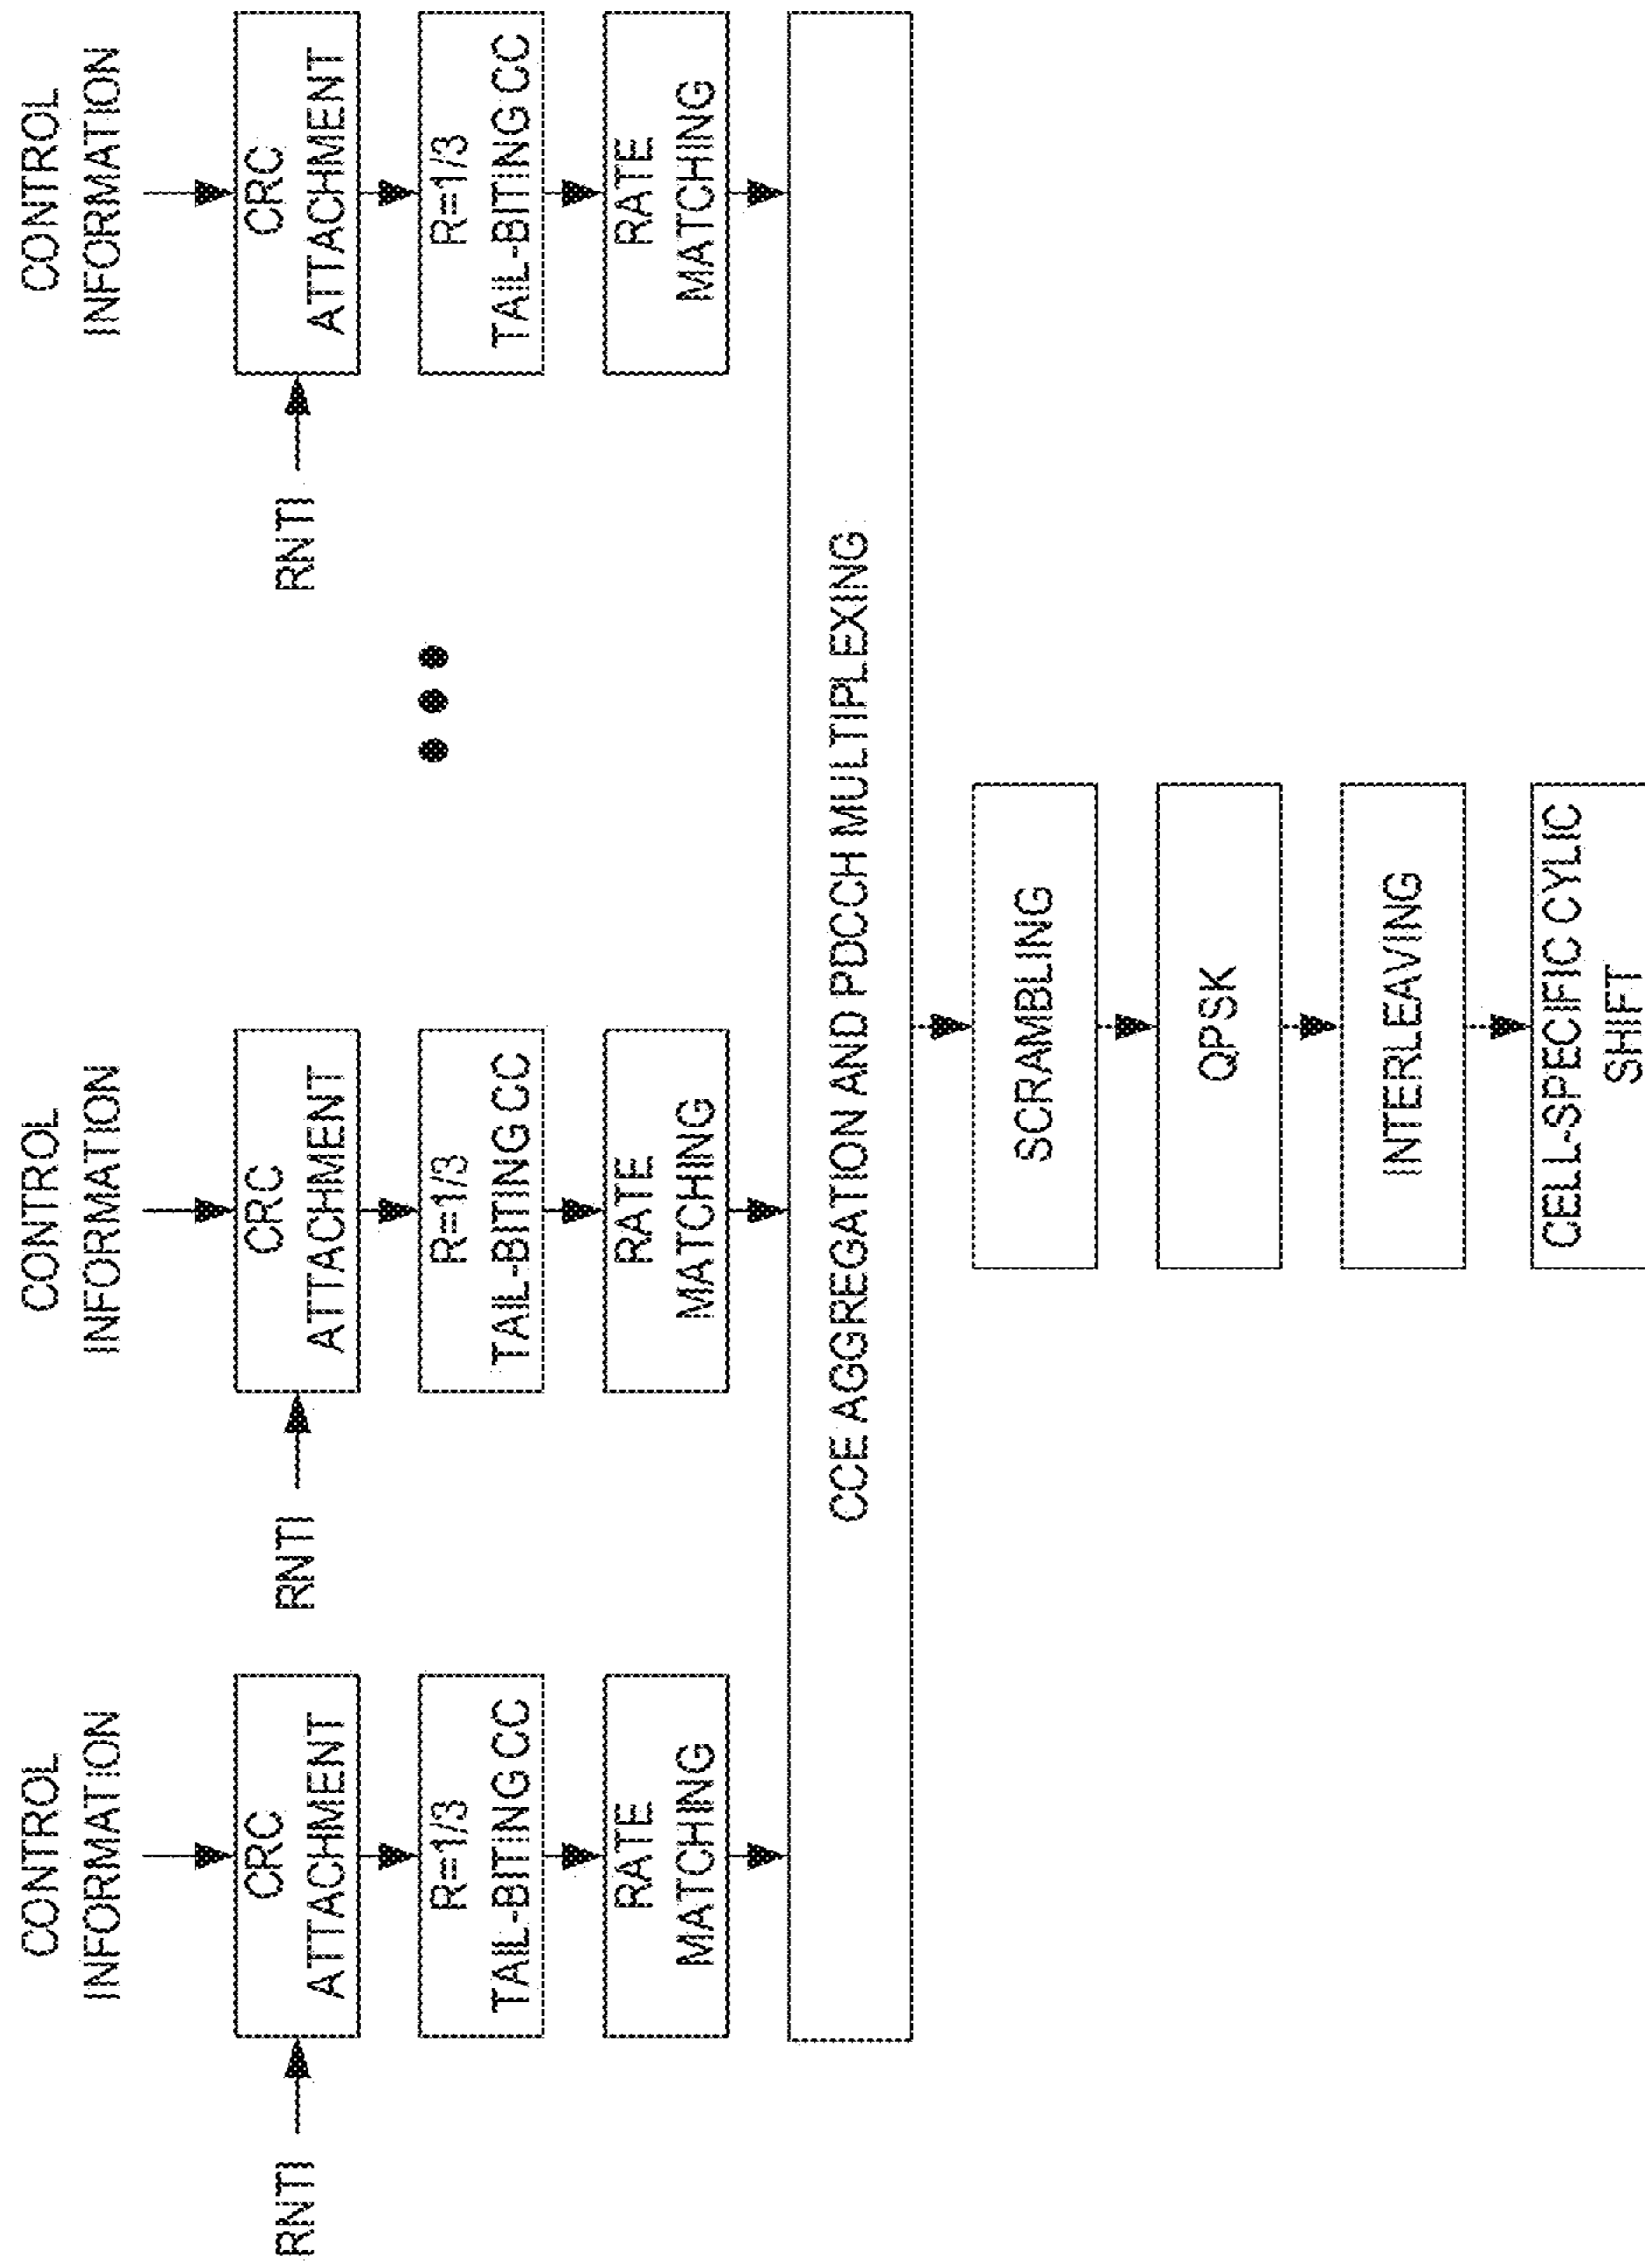 CONTROL
INFORMATION
CONTROL
INFORMATION
CONTROL
INFORMATION
RNTI
CRC
ATTACHMENT
RNTI
CRC
ATTACHMENT
RNTI
CRC
ATTACHMENT
R=1/3
TAIL-BITING CC
R=1/3
TAIL-BITING CC
R=1/3
TAIL-BITING CC
RATE
MATCHING
RATE
MATCHING
RATE
MATCHING
CCE AGGREGATION AND PDCCH MULTIPLEXING
SCRAMBLING
QPSK
INTERLEAVING
CELL-SPECIFIC CYLIC
SHIFT